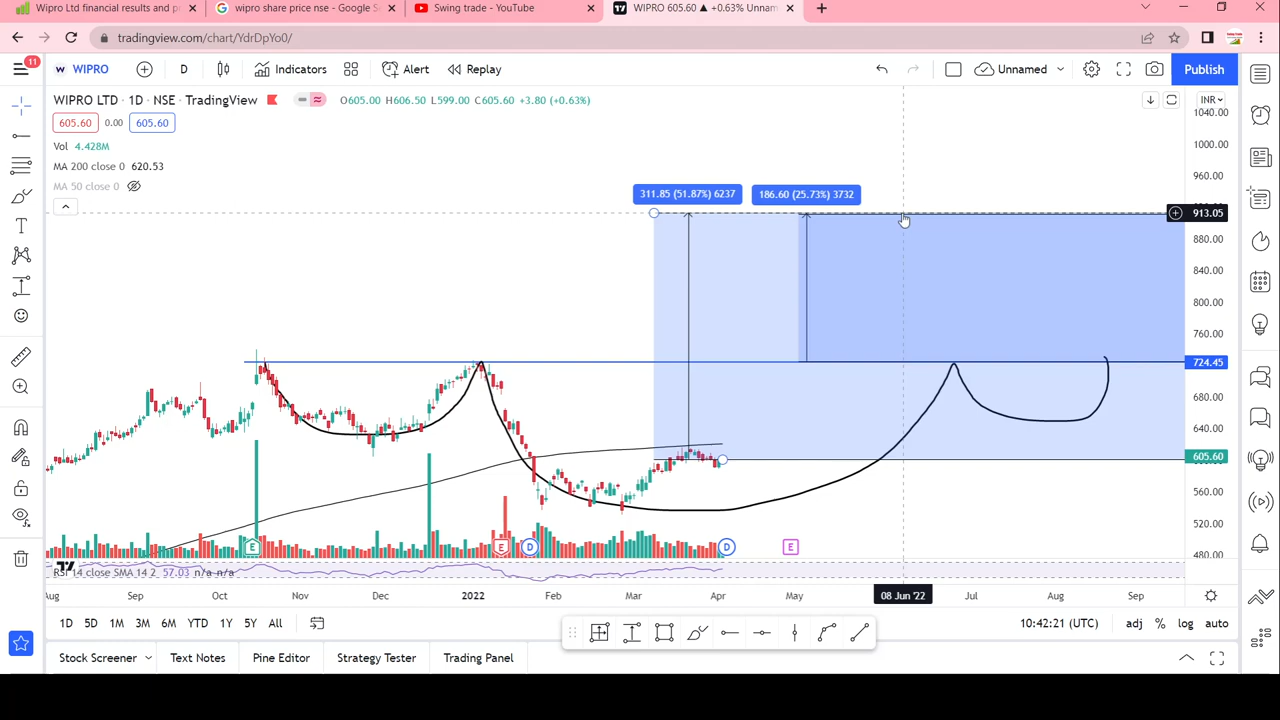 Wipro Ltd financial results and p
wipro share price nse - Google S
Swing trade - YouTube
WIPRO 605.60 ▲ +0.63% Unnam
tradingview.com/chart/YdrDpYo0/
11
WIPRO
D
Indicators
Alert
Replay
Unnamed
Publish
WIPRO LTD · 1D · NSE · TradingView
O605.00 H606.50 L599.00 C605.60 +3.80 (+0.63%)
INR
605.60
0.00
605.60
Vol 4.428M
MA 200 close 0 620.53
MA 50 close 0
311.85 (51.87%) 6237
186.60 (25.73%) 3732
1040.00
1000.00
960.00
913.05
880.00
840.00
800.00
760.00
724.45
680.00
640.00
605.60
560.00
520.00
480.00
E
E
D
D
E
RSI 14 close SMA 14 2 57.03 n/a n/a
Aug
Sep
Oct
Nov
Dec
2022
Feb
Mar
Apr
May
08 Jun '22
Jul
Aug
Sep
1D 5D 1M 3M 6M YTD 1Y 5Y All
10:42:21 (UTC)
adj % log auto
Stock Screener
Text Notes
Pine Editor
Strategy Tester
Trading Panel